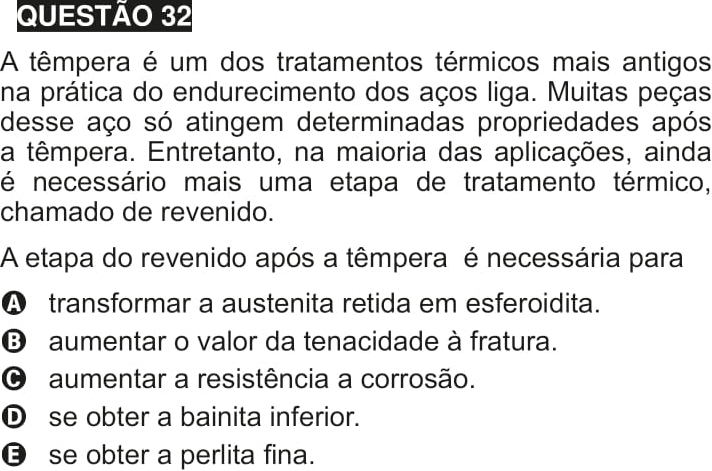 QUESTÃO 32
A têmpera é um dos tratamentos térmicos mais antigos
na prática do endurecimento dos aços liga. Muitas peças
desse aço só atingem determinadas propriedades após
a têmpera. Entretanto, na maioria das aplicações, ainda
é necessário mais uma etapa de tratamento térmico,
chamado de revenido.
A etapa do revenido após a têmpera é necessária para
A transformar a austenita retida em esferoidita.
B aumentar o valor da tenacidade à fratura.
C aumentar a resistência a corrosão.
D se obter a bainita inferior.
E se obter a perlita fina.